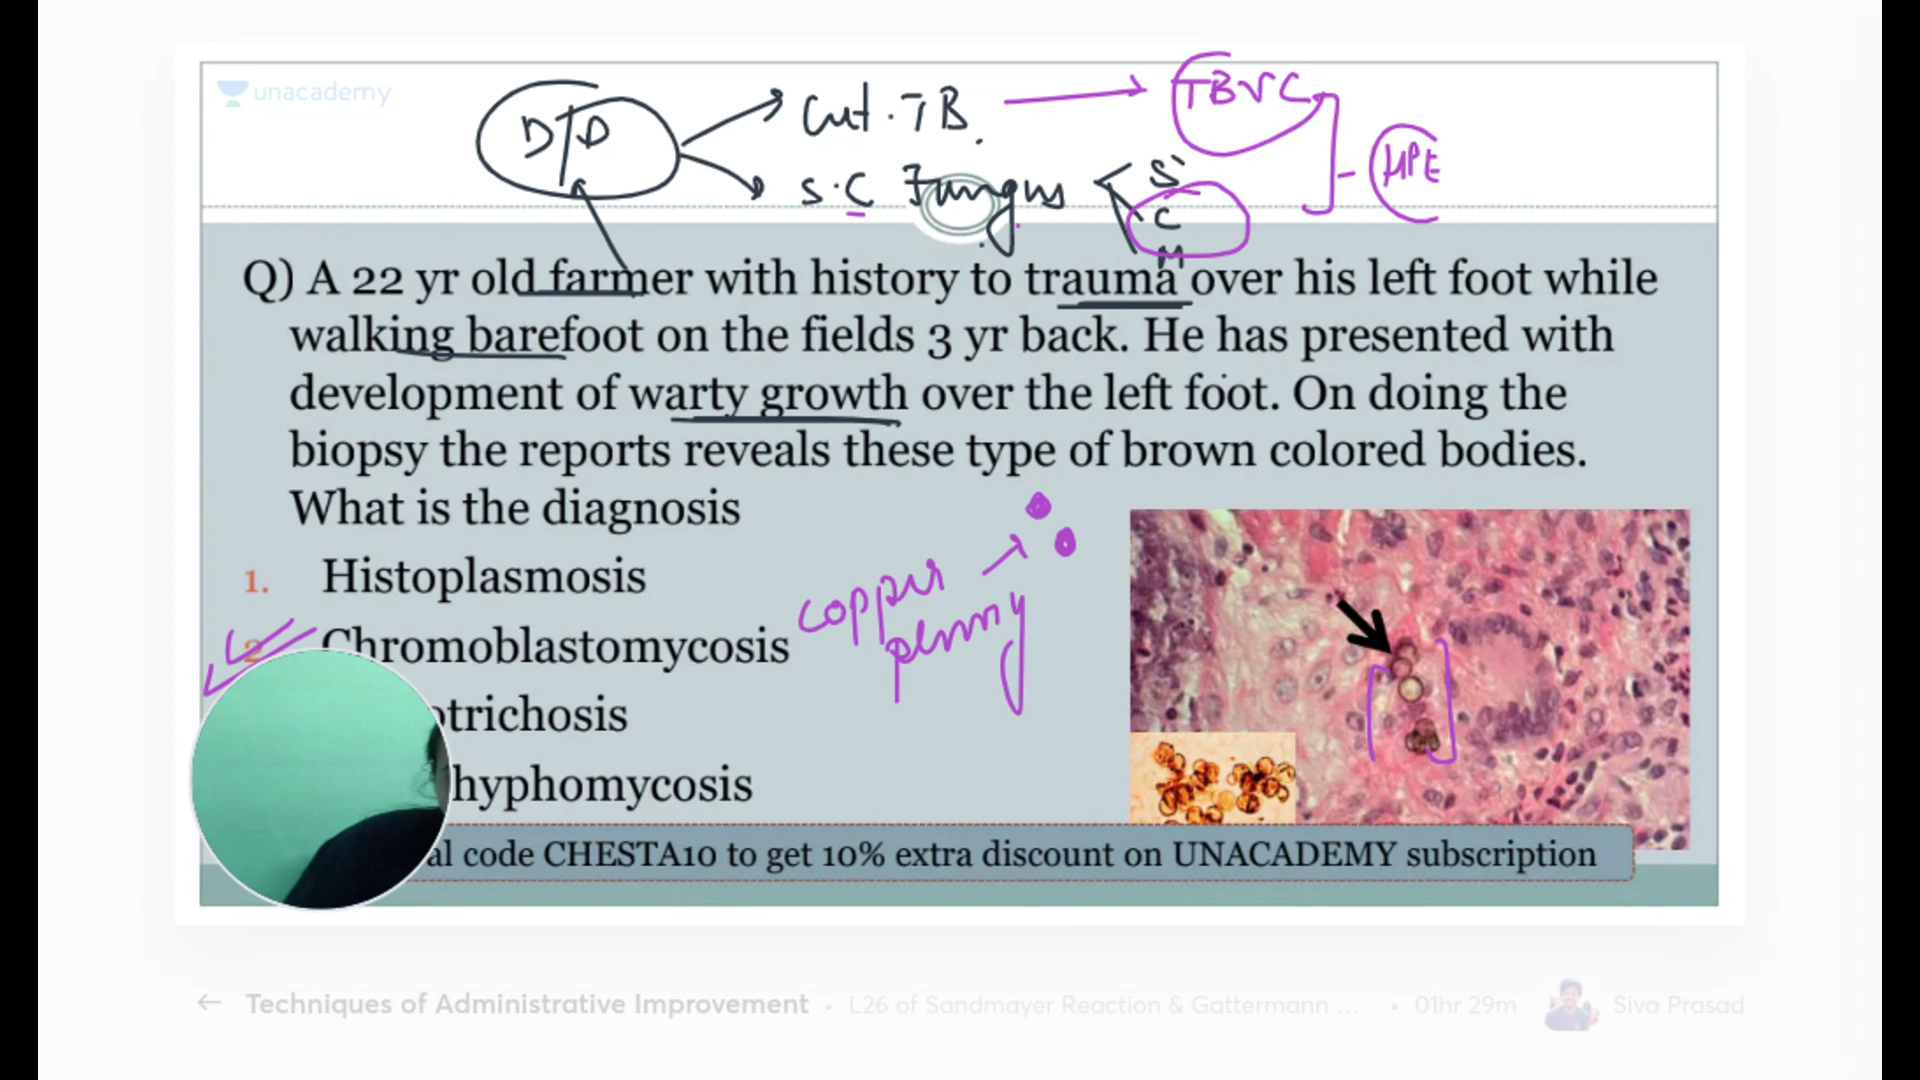 unacademy
D/D
Cut. TB.
TBVC
S.C Fungus
S
C
M
HPE
Q) A 22 yr old farmer with history to trauma over his left foot while
walking barefoot on the fields 3 yr back. He has presented with
development of warty growth over the left foot. On doing the
biopsy the reports reveals these type of brown colored bodies.
What is the diagnosis
1. Histoplasmosis
2. Chromoblastomycosis
copper
penny
otrichosis
hyphomycosis
al code CHESTA10 to get 10% extra discount on UNACADEMY subscription
← Techniques of Administrative Improvement • L26 of Sandmayer Reaction & Gattermann ... • 01hr 29m Siva Prasad